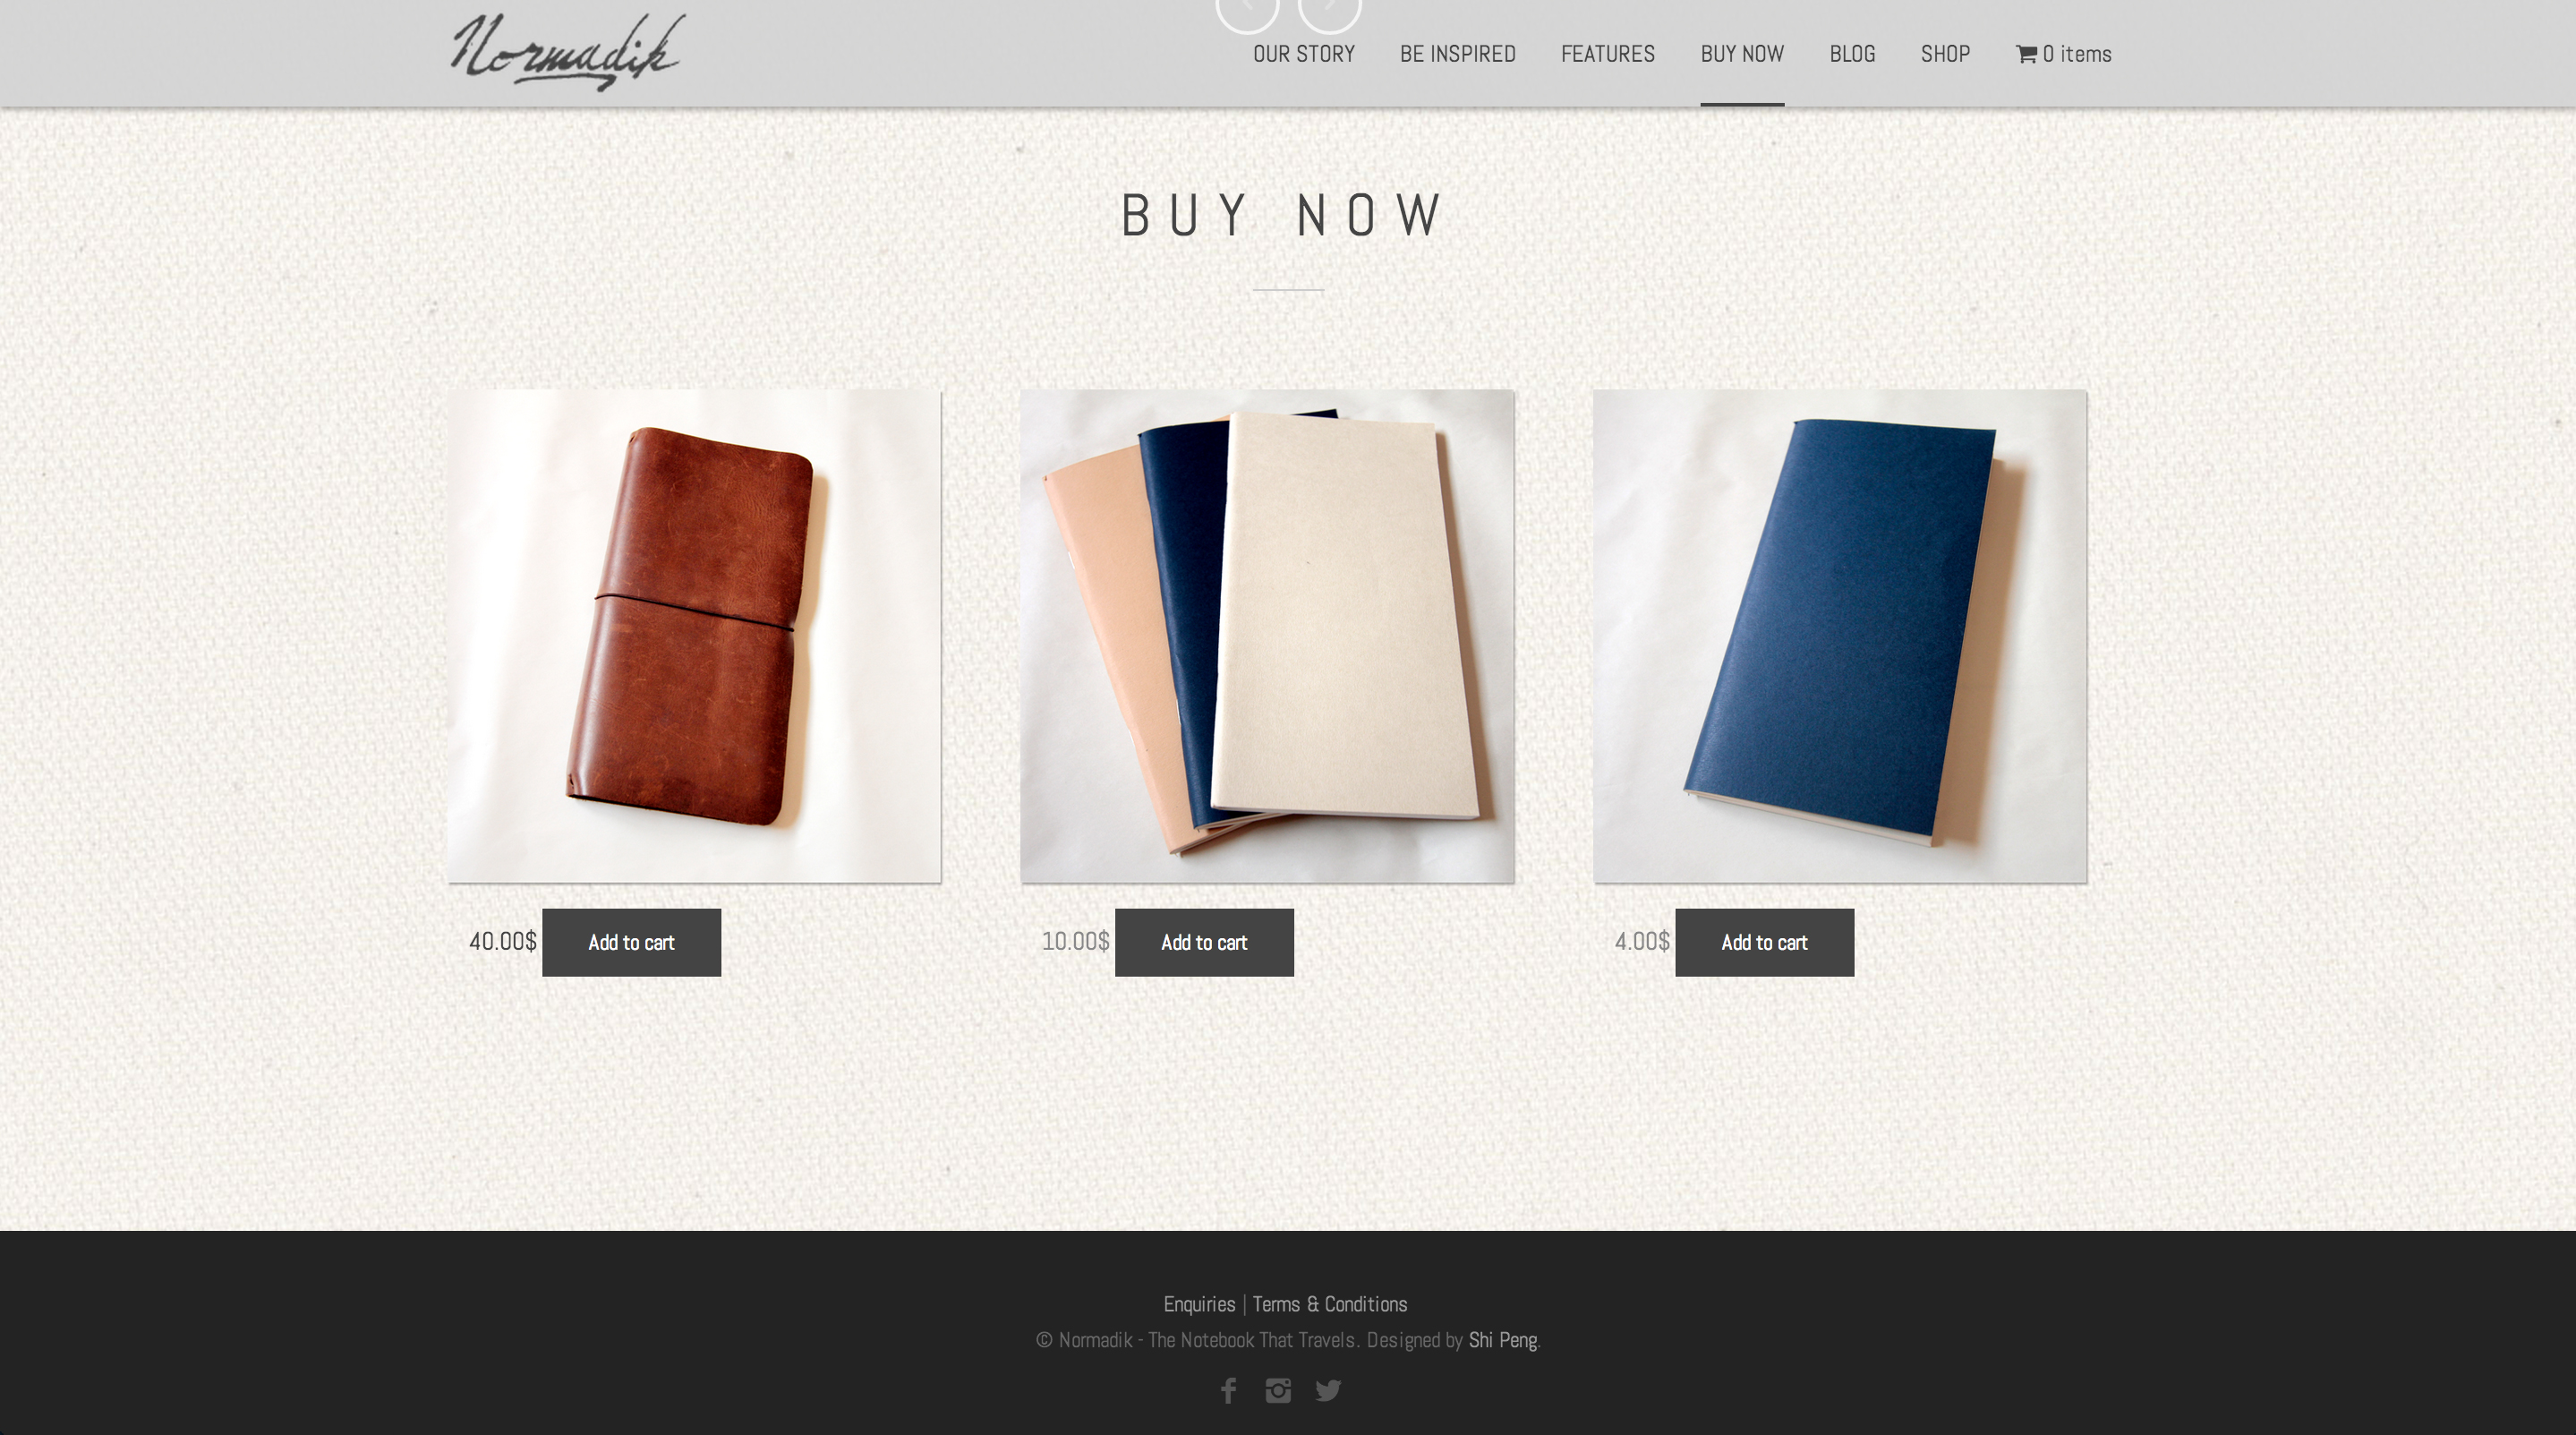 Normadik
OUR STORY BE INSPIRED FEATURES BUY NOW BLOG SHOP 0 items
BUY NOW
40.00$ Add to cart
10.00$ Add to cart
4.00$ Add to cart
Enquiries | Terms & Conditions
© Normadik - The Notebook That Travels. Designed by Shi Peng.